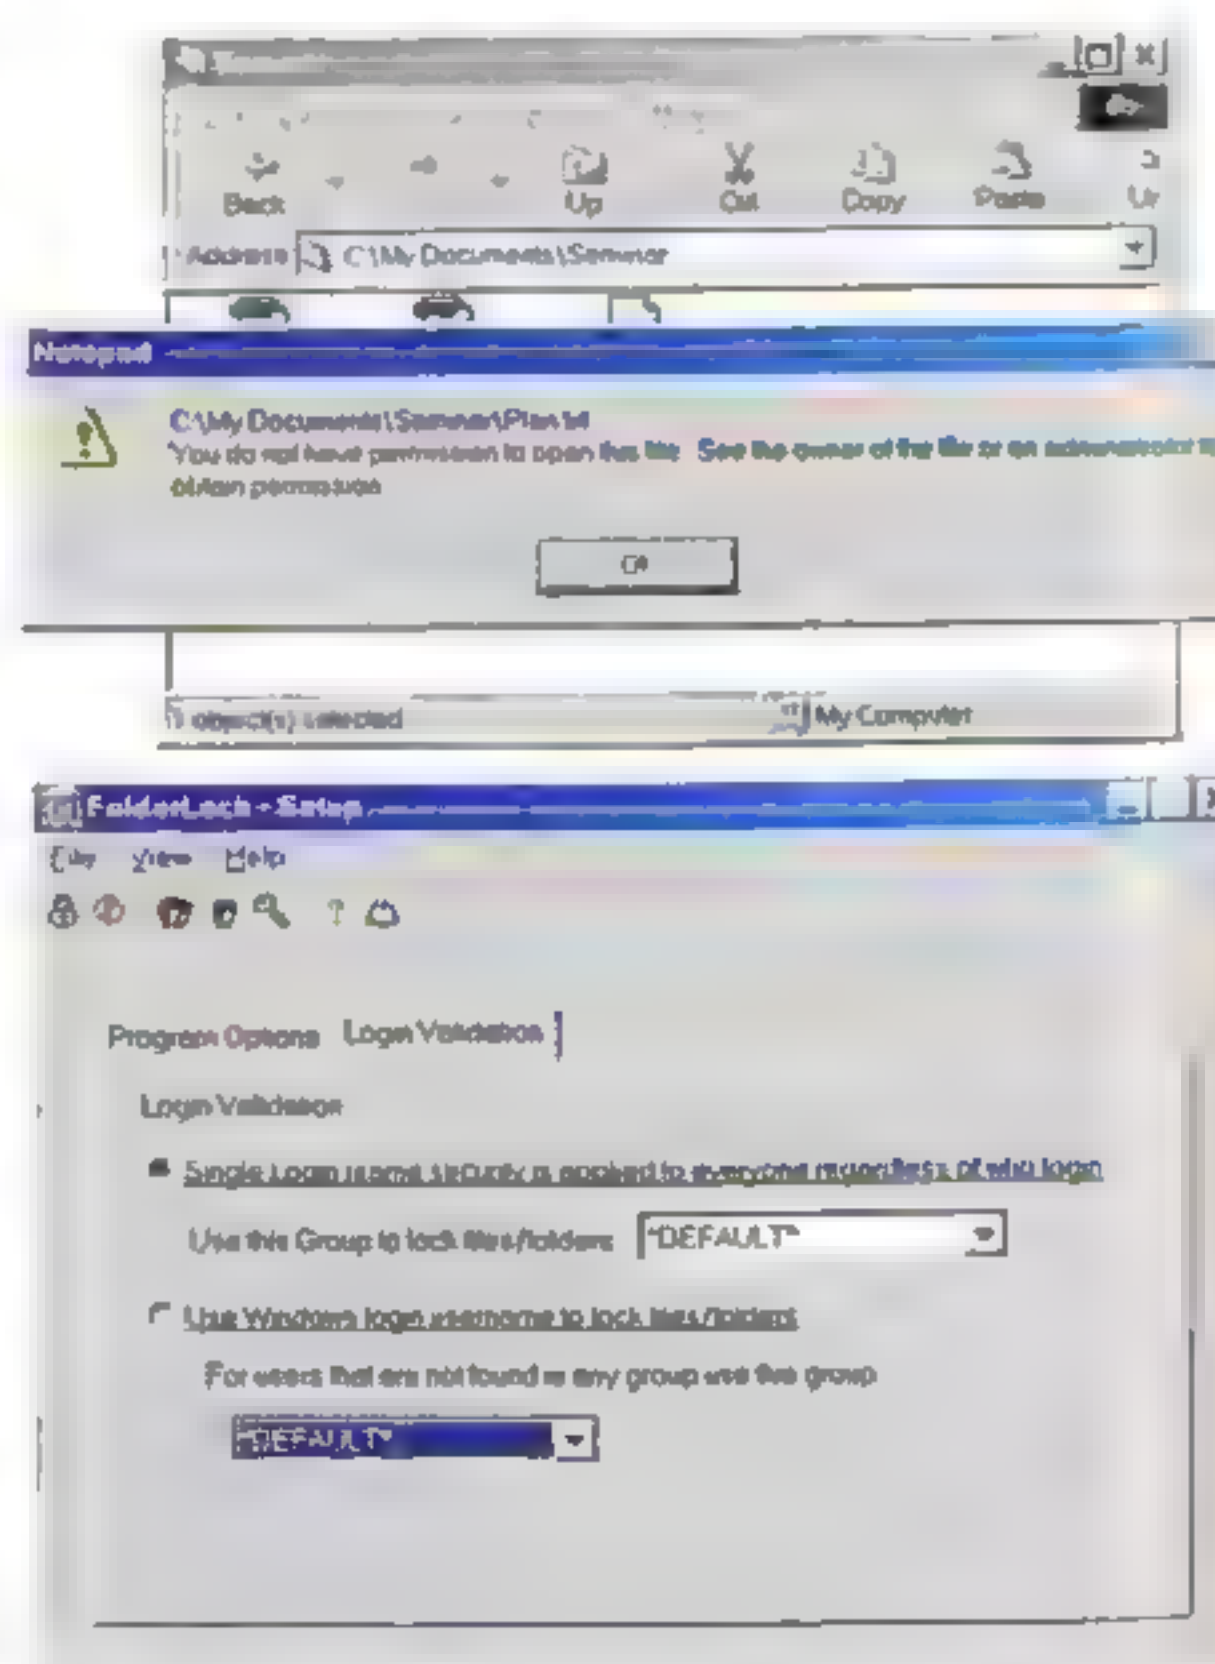 Back Up Cut Copy Paste
Address C:\My Documents\Seminar
Notepad
C:\My Documents\Seminar\Plan.txt
You do not have permission to open this file. See the owner of the file or an administrator
obtain permission
OK
1 object(s) selected My Computer
FolderLock - Setup
File View Help
Program Options Login Validation
Login Validation
Single Login security is applied to everyone regardless of who login
Use this Group to lock files/folders "DEFAULT"
Use Windows login username to lock files/folders
For users that are not found in any group use this group
"DEFAULT"